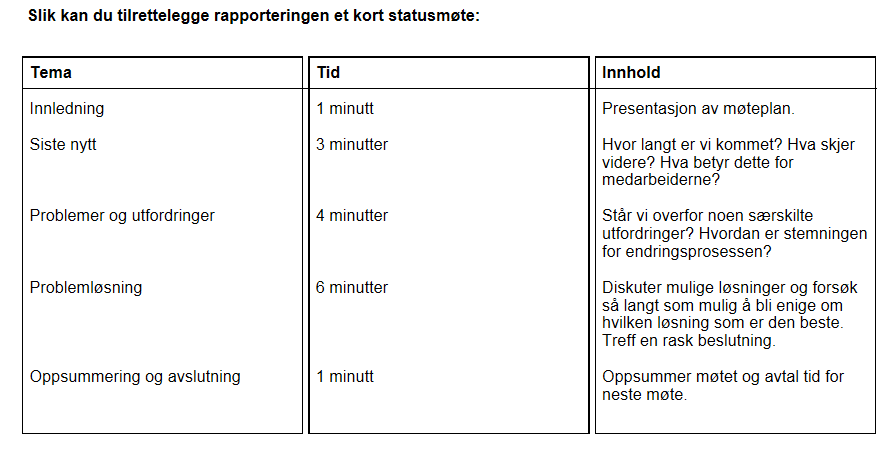 Slik kan du tilrettelegge rapporteringen et kort statusmøte:
Tema Tid Innhold
Innledning 1 minutt Presentasjon av møteplan.
Siste nytt 3 minutter Hvor langt er vi kommet? Hva skjer
videre? Hva betyr dette for
medarbeiderne?
Problemer og utfordringer 4 minutter Står vi overfor noen særskilte
utfordringer? Hvordan er stemningen
for endringsprosessen?
Problemløsning 6 minutter Diskuter mulige løsninger og forsøk
så langt som mulig å bli enige om
hvilken løsning som er den beste.
Treff en rask beslutning.
Oppsummering og avslutning 1 minutt Oppsummer møtet og avtal tid for
neste møte.